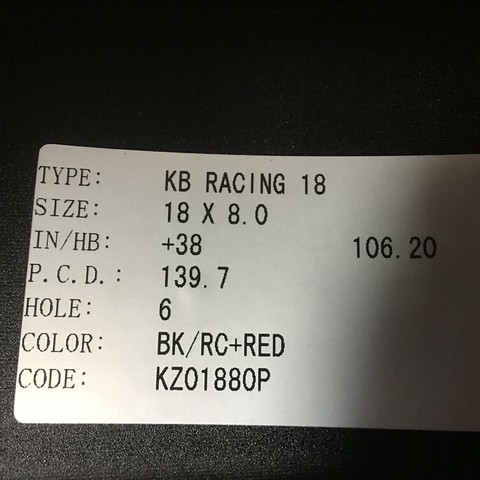 TYPE: KB RACING 18
SIZE: 18 X 8.0
IN/HB: +38 106.20
P.C.D.: 139.7
HOLE: 6
COLOR: BK/RC+RED
CODE: KZ01880P